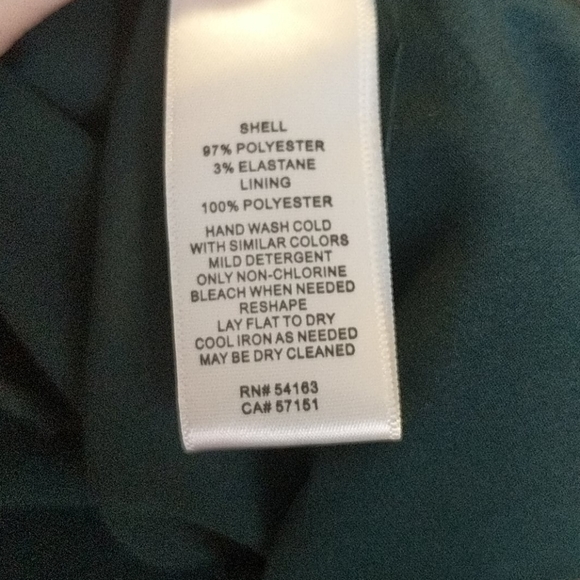 SHELL
97% POLYESTER
3% ELASTANE
LINING
100% POLYESTER
HAND WASH COLD
WITH SIMILAR COLORS
MILD DETERGENT
ONLY NON-CHLORINE
BLEACH WHEN NEEDED
RESHAPE
LAY FLAT TO DRY
COOL IRON AS NEEDED
MAY BE DRY CLEANED
RN# 54163
CA# 57151